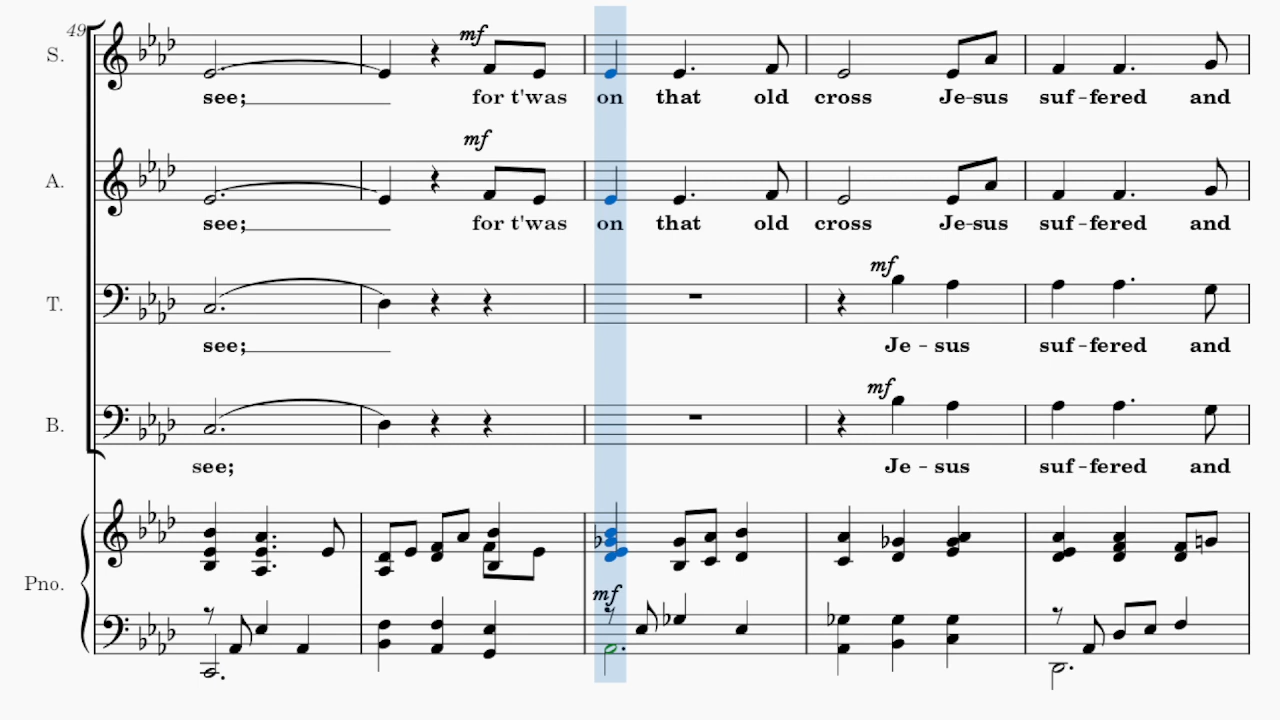 49
mf
S.
see; for t'was on that old cross Je-sus suf-fered and
mf
A.
see; for t'was on that old cross Je-sus suf-fered and
mf
T.
see; Je - sus suf-fered and
mf
B.
see; Je - sus suf-fered and
Pno.
mf